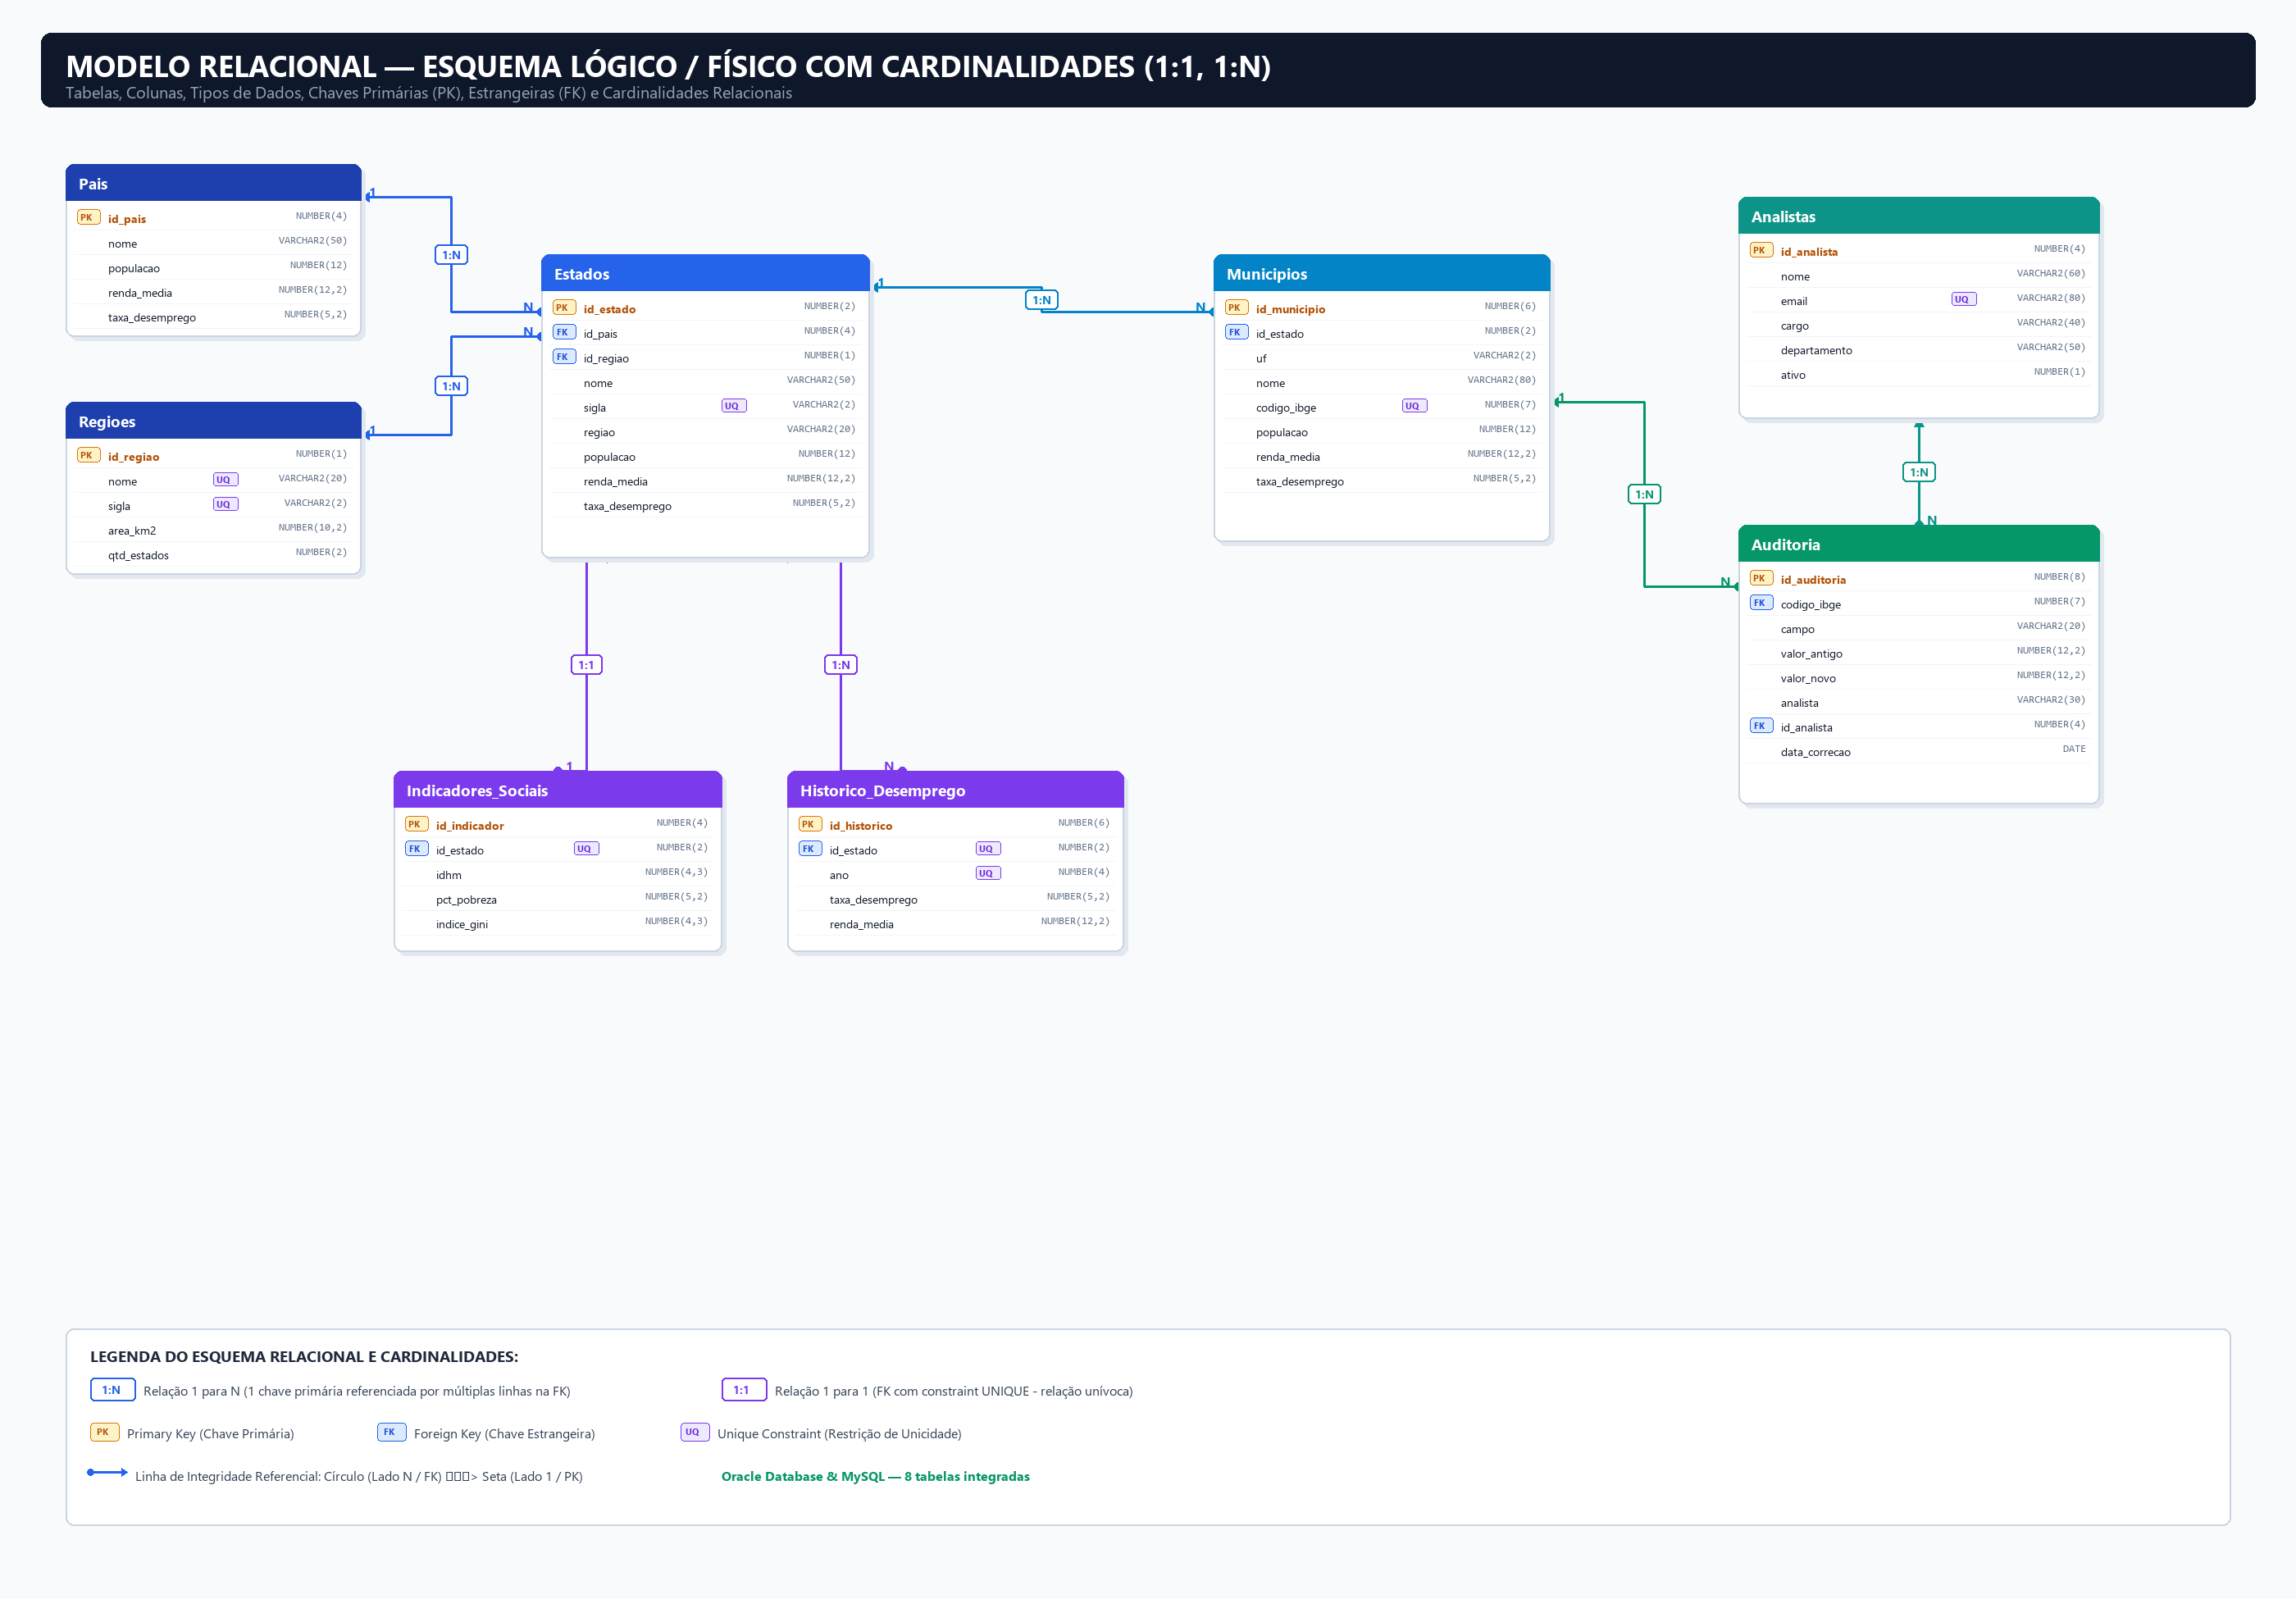 MODELO RELACIONAL — ESQUEMA LÓGICO / FÍSICO COM CARDINALIDADES (1:1, 1:N)
Tabelas, Colunas, Tipos de Dados, Chaves Primárias (PK), Estrangeiras (FK) e Cardinalidades Relacionais
Pais
PK id_pais NUMBER(4)
nome VARCHAR2(50)
populacao NUMBER(12)
renda_media NUMBER(12,2)
taxa_desemprego NUMBER(5,2)
1
1:N
N
Regioes
PK id_regiao NUMBER(1)
nome UQ VARCHAR2(20)
sigla UQ VARCHAR2(2)
area_km2 NUMBER(10,2)
qtd_estados NUMBER(2)
1
1:N
N
Estados
PK id_estado NUMBER(2)
FK id_pais NUMBER(4)
FK id_regiao NUMBER(1)
nome VARCHAR2(50)
sigla UQ VARCHAR2(2)
regiao VARCHAR2(20)
populacao NUMBER(12)
renda_media NUMBER(12,2)
taxa_desemprego NUMBER(5,2)
1
1:N
N
Municipios
PK id_municipio NUMBER(6)
FK id_estado NUMBER(2)
uf VARCHAR2(2)
nome VARCHAR2(80)
codigo_ibge UQ NUMBER(7)
populacao NUMBER(12)
renda_media NUMBER(12,2)
taxa_desemprego NUMBER(5,2)
1
1:N
N
Analistas
PK id_analista NUMBER(4)
nome VARCHAR2(60)
email UQ VARCHAR2(80)
cargo VARCHAR2(40)
departamento VARCHAR2(50)
ativo NUMBER(1)
1:N
N
Auditoria
PK id_auditoria NUMBER(8)
FK codigo_ibge NUMBER(7)
campo VARCHAR2(20)
valor_antigo NUMBER(12,2)
valor_novo NUMBER(12,2)
analista VARCHAR2(30)
FK id_analista NUMBER(4)
data_correcao DATE
1:1
1
1:N
N
Indicadores_Sociais
PK id_indicador NUMBER(4)
FK id_estado UQ NUMBER(2)
idhm NUMBER(4,3)
pct_pobreza NUMBER(5,2)
indice_gini NUMBER(4,3)
Historico_Desemprego
PK id_historico NUMBER(6)
FK id_estado UQ NUMBER(2)
ano UQ NUMBER(4)
taxa_desemprego NUMBER(5,2)
renda_media NUMBER(12,2)
LEGENDA DO ESQUEMA RELACIONAL E CARDINALIDADES:
1:N Relação 1 para N (1 chave primária referenciada por múltiplas linhas na FK)
1:1 Relação 1 para 1 (FK com constraint UNIQUE - relação unívoca)
PK Primary Key (Chave Primária)
FK Foreign Key (Chave Estrangeira)
UQ Unique Constraint (Restrição de Unicidade)
Linha de Integridade Referencial: Círculo (Lado N / FK) □□□> Seta (Lado 1 / PK)
Oracle Database & MySQL — 8 tabelas integradas